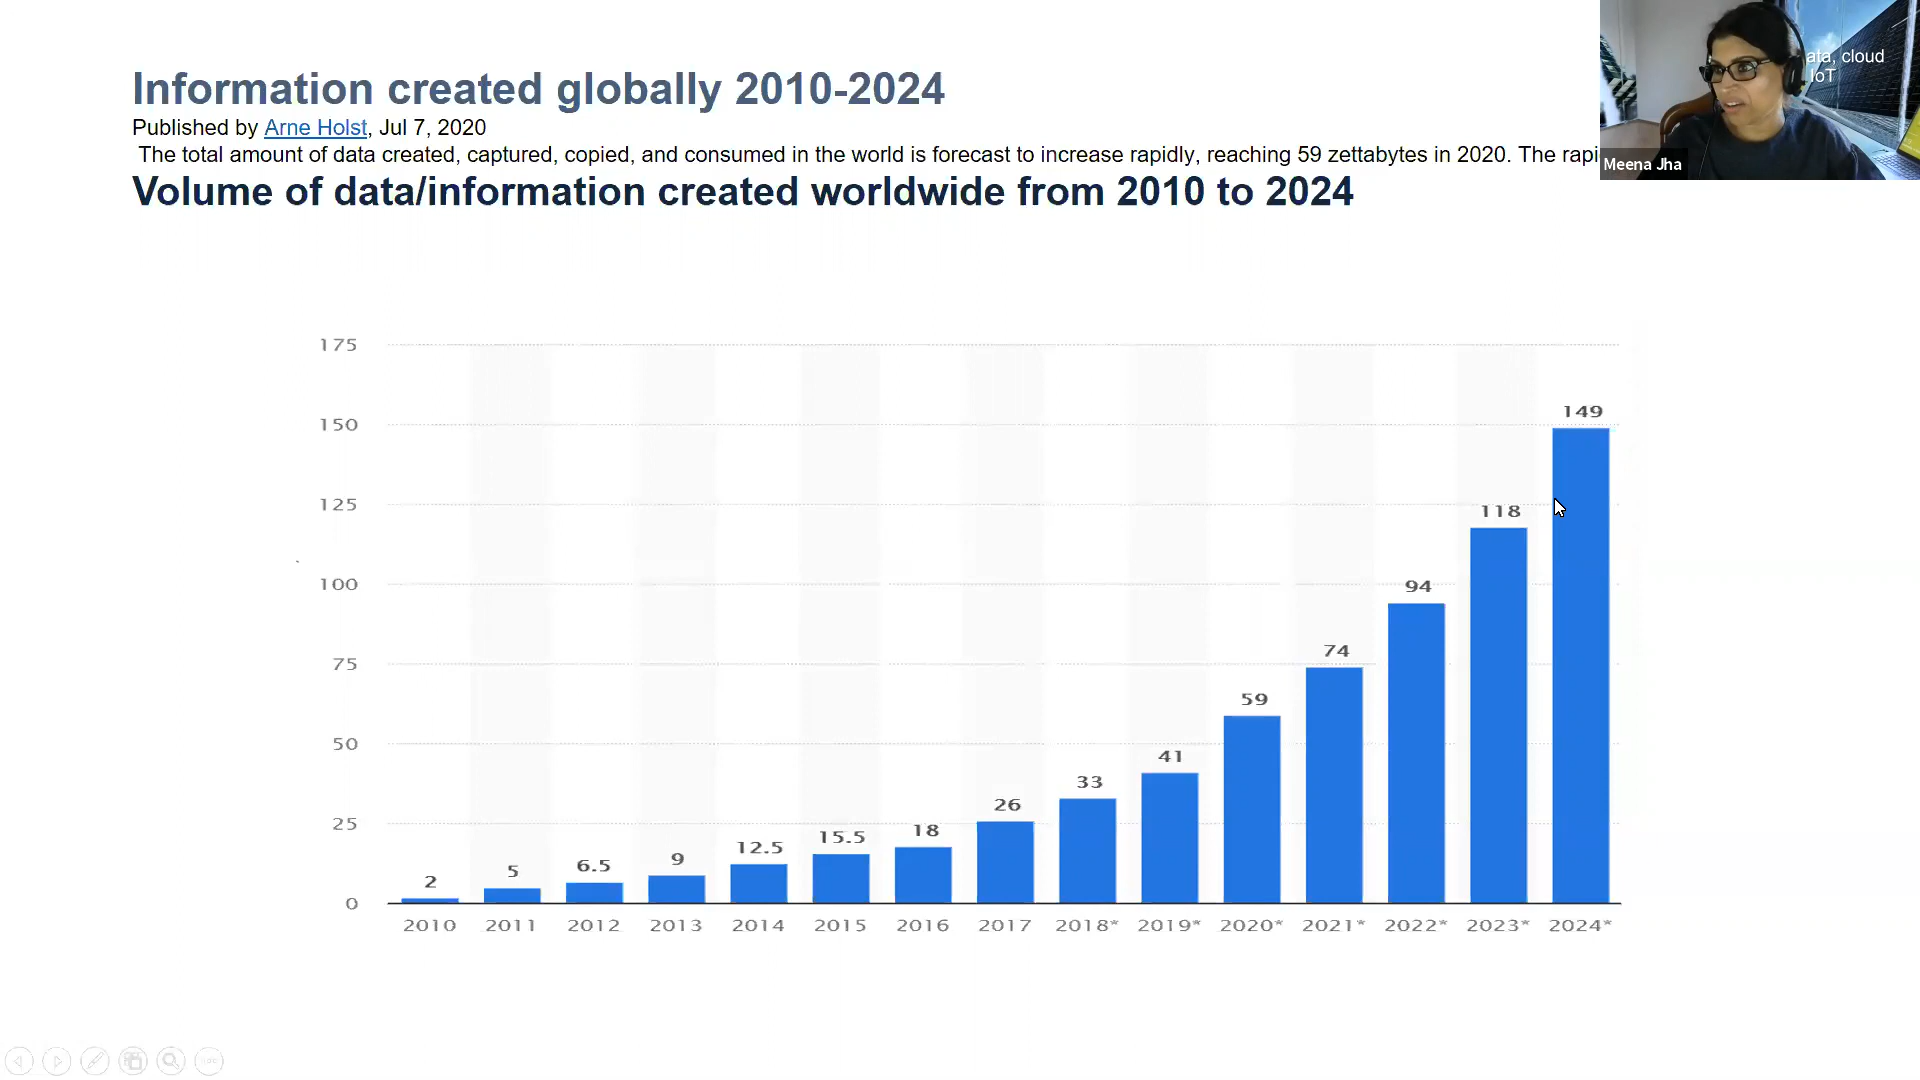 Information created globally 2010-2024
Published by Arne Holst, Jul 7, 2020
The total amount of data created, captured, copied, and consumed in the world is forecast to increase rapidly, reaching 59 zettabytes in 2020. The
Volume of data/information created worldwide from 2010 to 2024
cloud
IoT
Meena Jha
175
150
125
100
75
50
25
0
2
5
6.5
9
12.5
15.5
18
26
33
41
59
74
94
118
149
2010 2011 2012 2013 2014 2015 2016 2017 2018* 2019* 2020* 2021* 2022* 2023* 2024*